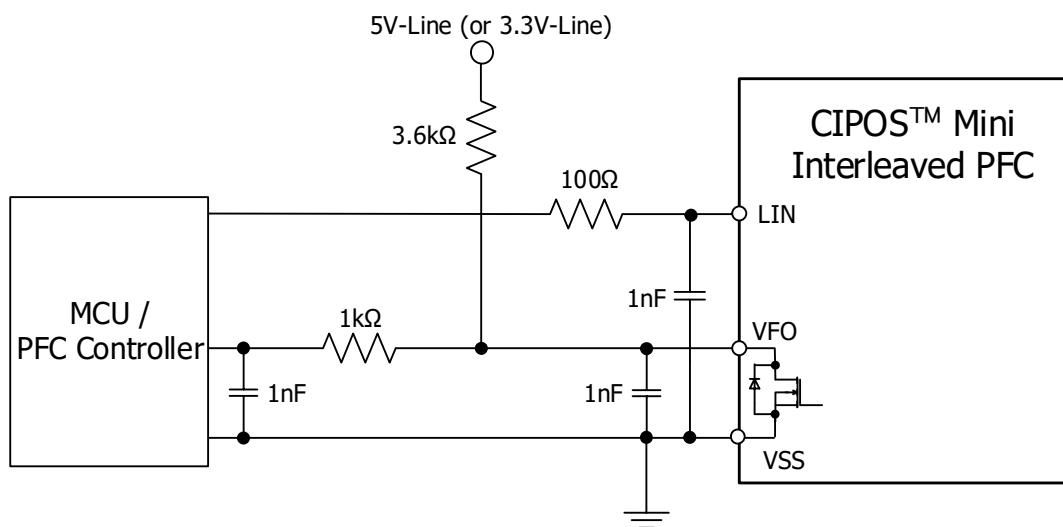 5V-Line (or 3.3V-Line)
3.6kΩ
CIPOS™ Mini
Interleaved PFC
100Ω
LIN
1nF
MCU /
PFC Controller
1kΩ
VFO
1nF
1nF
VSS